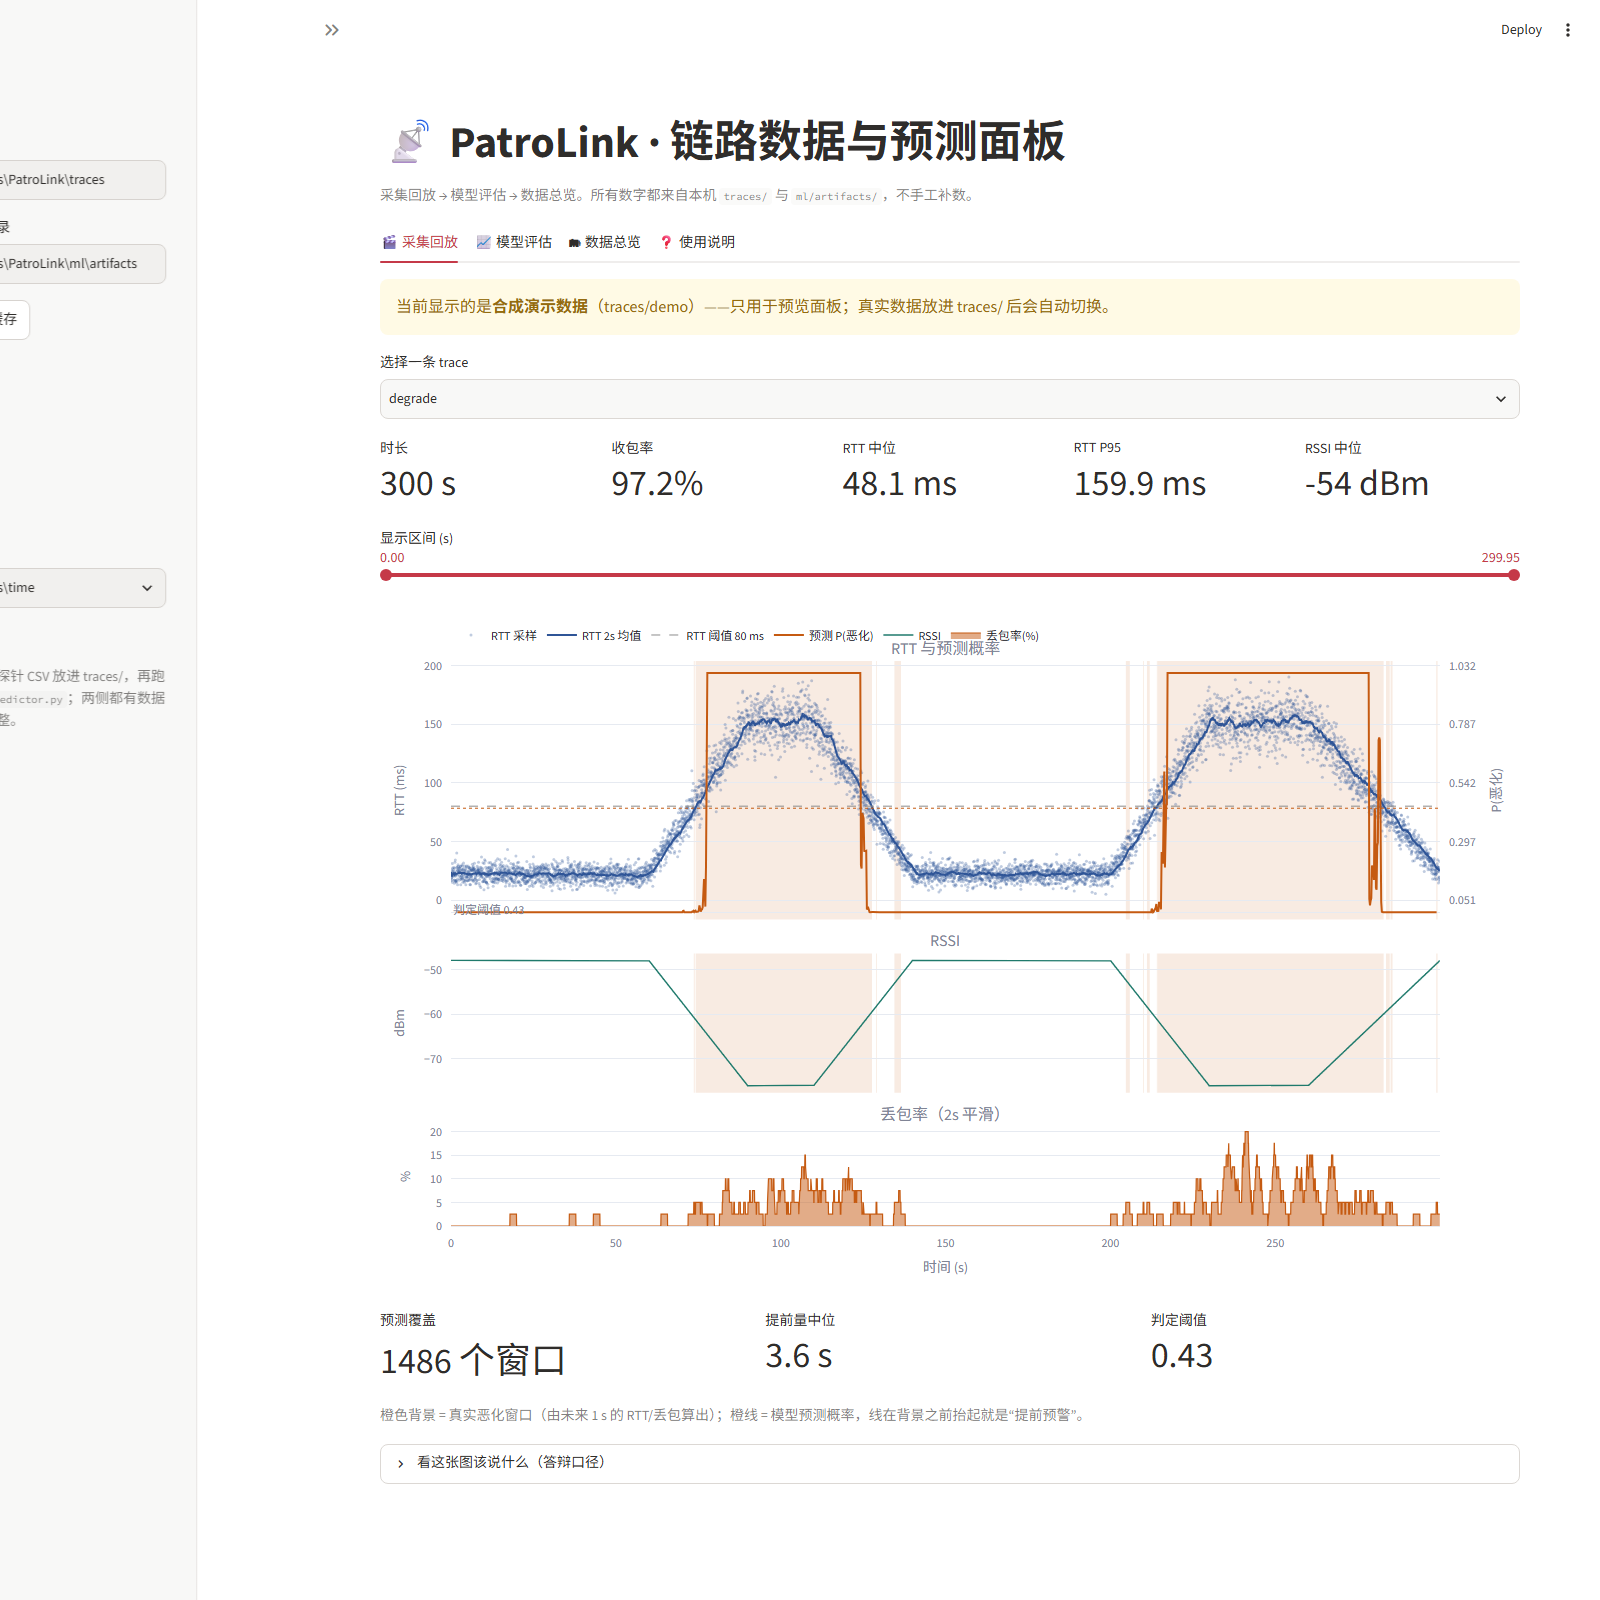 Deploy
PatroLink · 链路数据与预测面板
采集回放 → 模型评估 → 数据总览。所有数字都来自本机 traces/ 与 ml/artifacts/ ，不手工补数。
s\PatroLink\traces
录
s\PatroLink\ml\artifacts
存
s\time
探针 CSV 放进 traces/，再跑
edictor.py ；两侧都有数据
整。
采集回放 模型评估 数据总览 使用说明
当前显示的是合成演示数据（traces/demo）——只用于预览面板；真实数据放进 traces/ 后会自动切换。
选择一条 trace
degrade
时长 收包率 RTT 中位 RTT P95 RSSI 中位
300 s 97.2% 48.1 ms 159.9 ms -54 dBm
显示区间 (s)
0.00 299.95
RTT 采样 RTT 2s 均值 RTT 阈值 80 ms 预测 P(恶化) RSSI 丢包率(%)
RTT 与预测概率
200 1.032
150 0.787
100 0.542
50 0.297
0 0.051
RTT (ms)
P(恶化)
判定阈值 0.43
RSSI
−50
−60
−70
dBm
丢包率（2s 平滑）
20
15
10
5
0
%
0 50 100 150 200 250
时间 (s)
预测覆盖 提前量中位 判定阈值
1486 个窗口 3.6 s 0.43
橙色背景 = 真实恶化窗口（由未来 1 s 的 RTT/丢包算出）；橙线 = 模型预测概率，线在背景之前抬起就是“提前预警”。
看这张图该说什么（答辩口径）